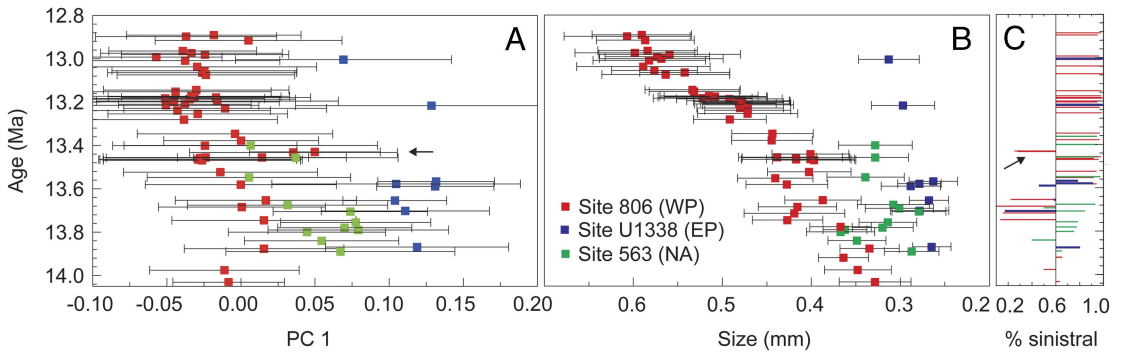 12.8
13.0
13.2
13.4
13.6
13.8
14.0
Age (Ma)
A
-0.10
-0.05
0.00
0.05
0.10
0.15
0.20
PC 1
B
Site 806 (WP)
Site U1338 (EP)
Site 563 (NA)
0.6
0.5
0.4
0.3
0.2
Size (mm)
C
0.2
0.6
1.0
% sinistral